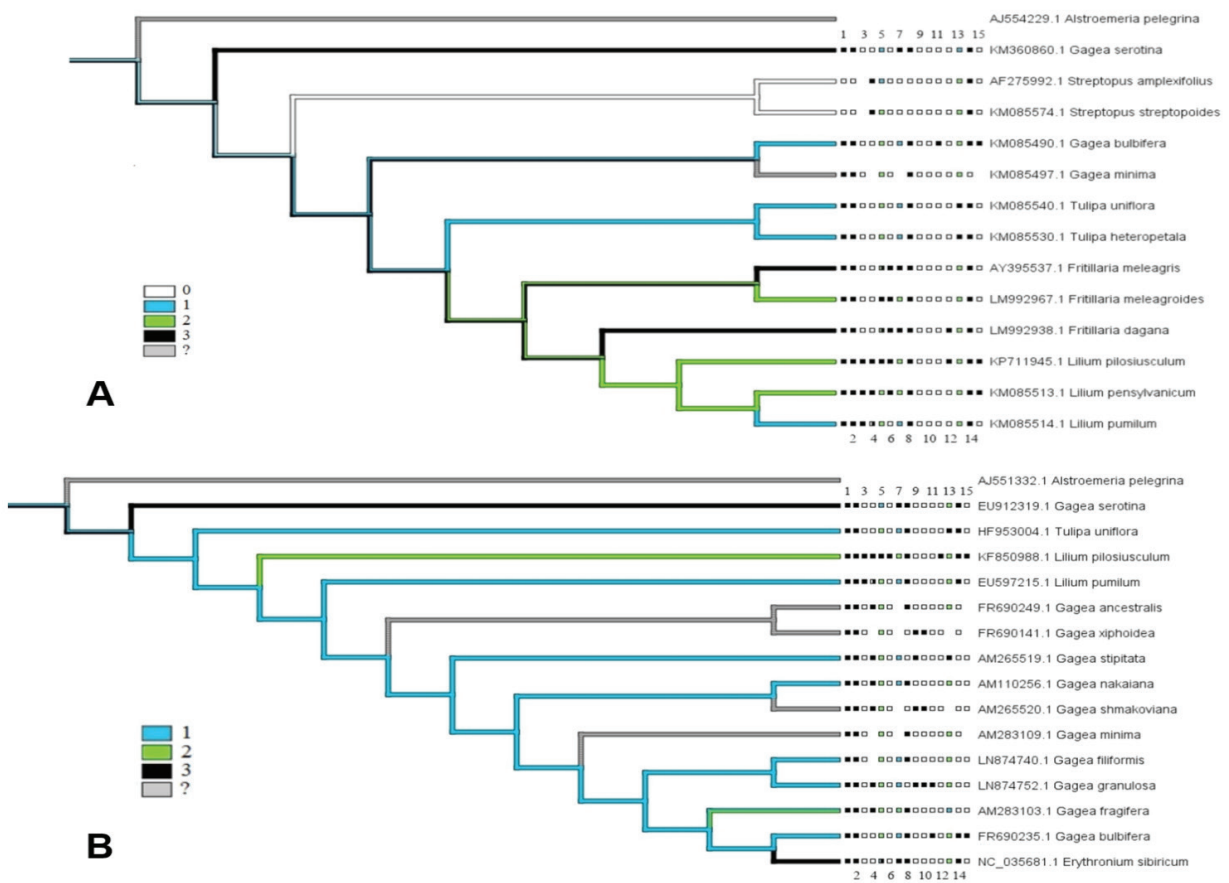 AJ554229.1 Alstroemeria pelegrina
1 3 5 7 9 11 13 15
KM360860.1 Gagea serotina
AF275992.1 Streptopus amplexifolius
KM085574.1 Streptopus streptopoides
KM085490.1 Gagea bulbifera
KM085497.1 Gagea minima
KM085540.1 Tulipa uniflora
KM085530.1 Tulipa heteropetala
AY395537.1 Fritillaria meleagris
LM992967.1 Fritillaria meleagroides
LM992938.1 Fritillaria dagana
KP711945.1 Lilium pilosiusculum
KM085513.1 Lilium pensylvanicum
KM085514.1 Lilium pumilum
2 4 6 8 10 12 14
0
1
2
3
?
A
AJ551332.1 Alstroemeria pelegrina
1 3 5 7 9 11 13 15
EU912319.1 Gagea serotina
HF953004.1 Tulipa uniflora
KF850988.1 Lilium pilosiusculum
EU597215.1 Lilium pumilum
FR690249.1 Gagea ancestralis
FR690141.1 Gagea xiphoidea
AM265519.1 Gagea stipitata
AM110256.1 Gagea nakaiana
AM265520.1 Gagea shmakoviana
AM283109.1 Gagea minima
LN874740.1 Gagea filiformis
LN874752.1 Gagea granulosa
AM283103.1 Gagea fragifera
FR690235.1 Gagea bulbifera
NC_035681.1 Erythronium sibiricum
2 4 6 8 10 12 14
1
2
3
?
B